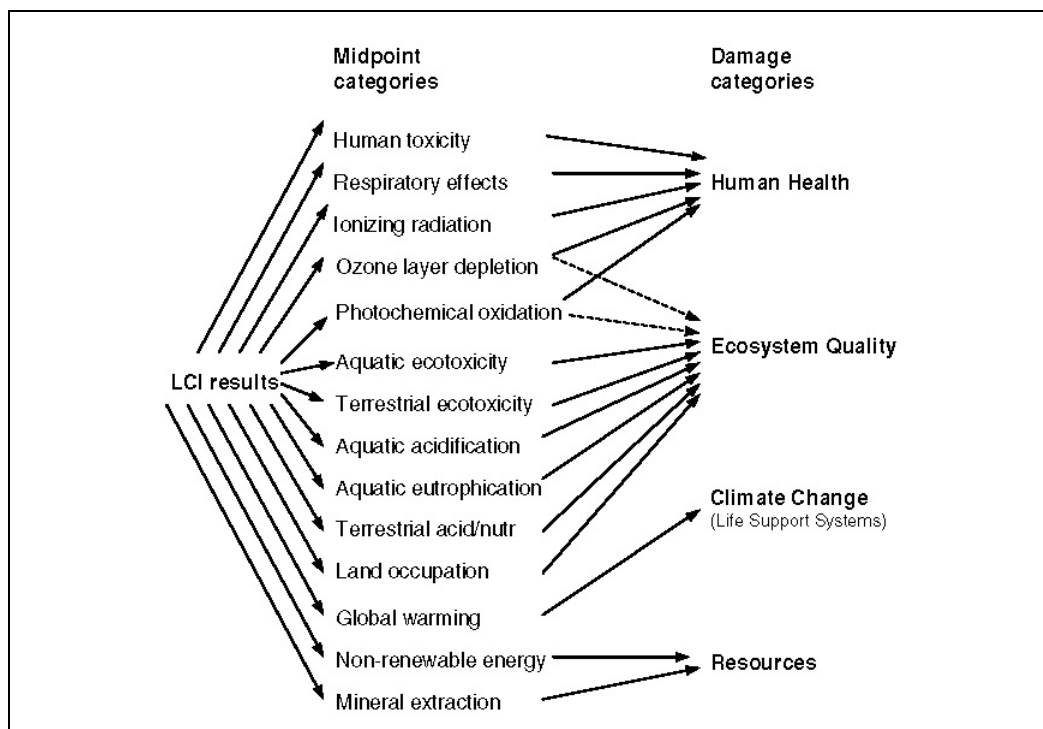 Midpoint
categories
Damage
categories
Human toxicity
Respiratory effects
Human Health
Ionizing radiation
Ozone layer depletion
Photochemical oxidation
Ecosystem Quality
Aquatic ecotoxicity
LCI results
Terrestrial ecotoxicity
Aquatic acidification
Aquatic eutrophication
Climate Change
(Life Support Systems)
Terrestrial acid/nutr
Land occupation
Global warming
Non-renewable energy
Resources
Mineral extraction